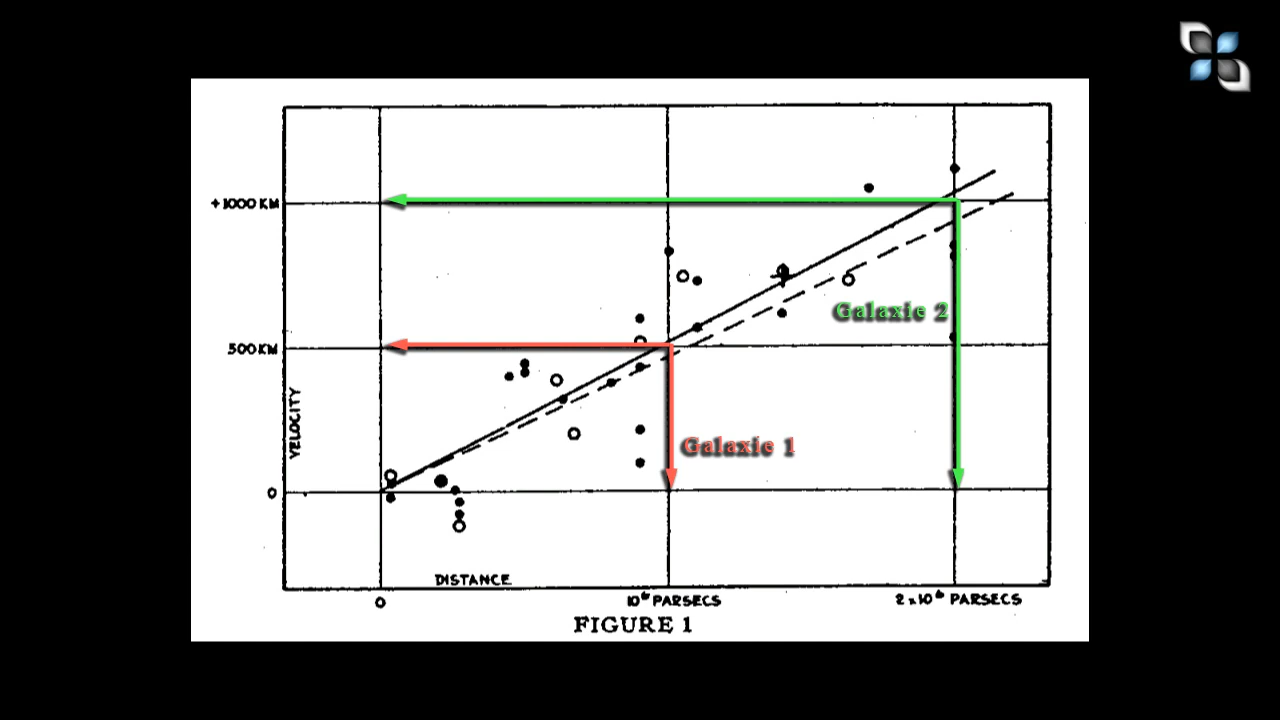 +1000 KM
Galaxie 2
500 KM
VELOCITY
Galaxie 1
0
DISTANCE
0
10⁶ PARSECS
2 x 10⁶ PARSECS
FIGURE 1